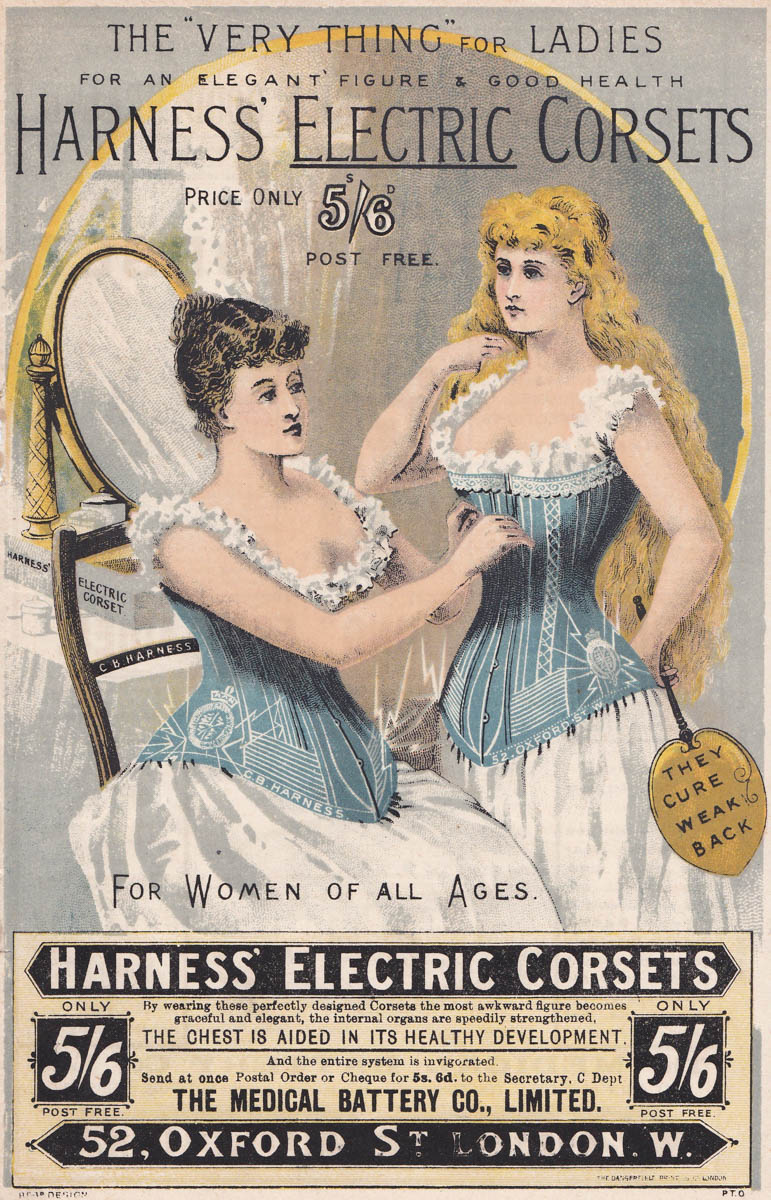 THE "VERY THING" FOR LADIES
FOR AN ELEGANT FIGURE & GOOD HEALTH
HARNESS' ELECTRIC CORSETS
PRICE ONLY 5S/6D
POST FREE.
HARNESS'
ELECTRIC
CORSET
C.B. HARNESS
C.B. HARNESS.
52, OXFORD ST. W.
THEY
CURE
WEAK
BACK
FOR WOMEN OF ALL AGES.
HARNESS' ELECTRIC CORSETS
ONLY
5/6
POST FREE.
By wearing these perfectly designed Corsets the most awkward figure becomes
graceful and elegant, the internal organs are speedily strengthened,
THE CHEST IS AIDED IN ITS HEALTHY DEVELOPMENT,
And the entire system is invigorated.
Send at once Postal Order or Cheque for 5s. 6d. to the Secretary, C Dept
THE MEDICAL BATTERY CO., LIMITED.
ONLY
5/6
POST FREE.
52, OXFORD ST LONDON. W.
LONDON
DESIGN
P.T.O